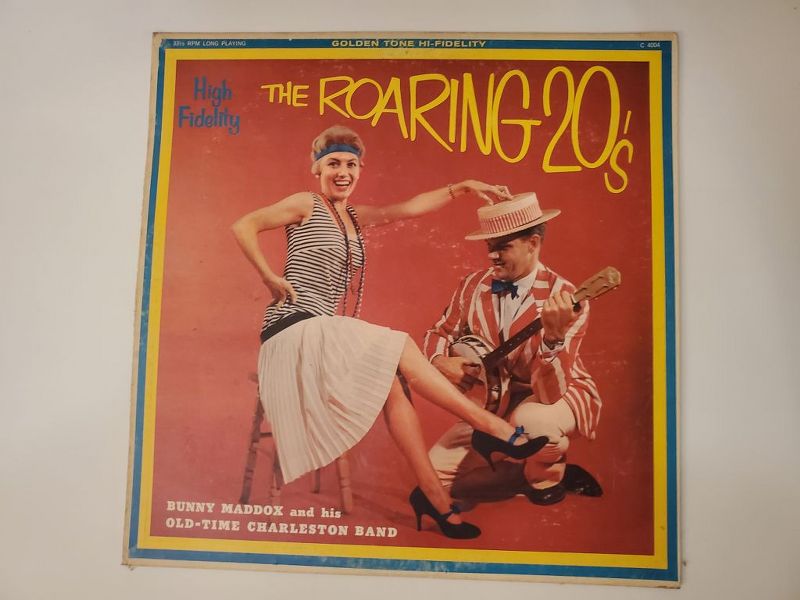 33⅓ RPM LONG PLAYING
GOLDEN TONE HI-FIDELITY
C 4004
High
Fidelity
THE ROARING 20's
BUNNY MADDOX and his
OLD-TIME CHARLESTON BAND